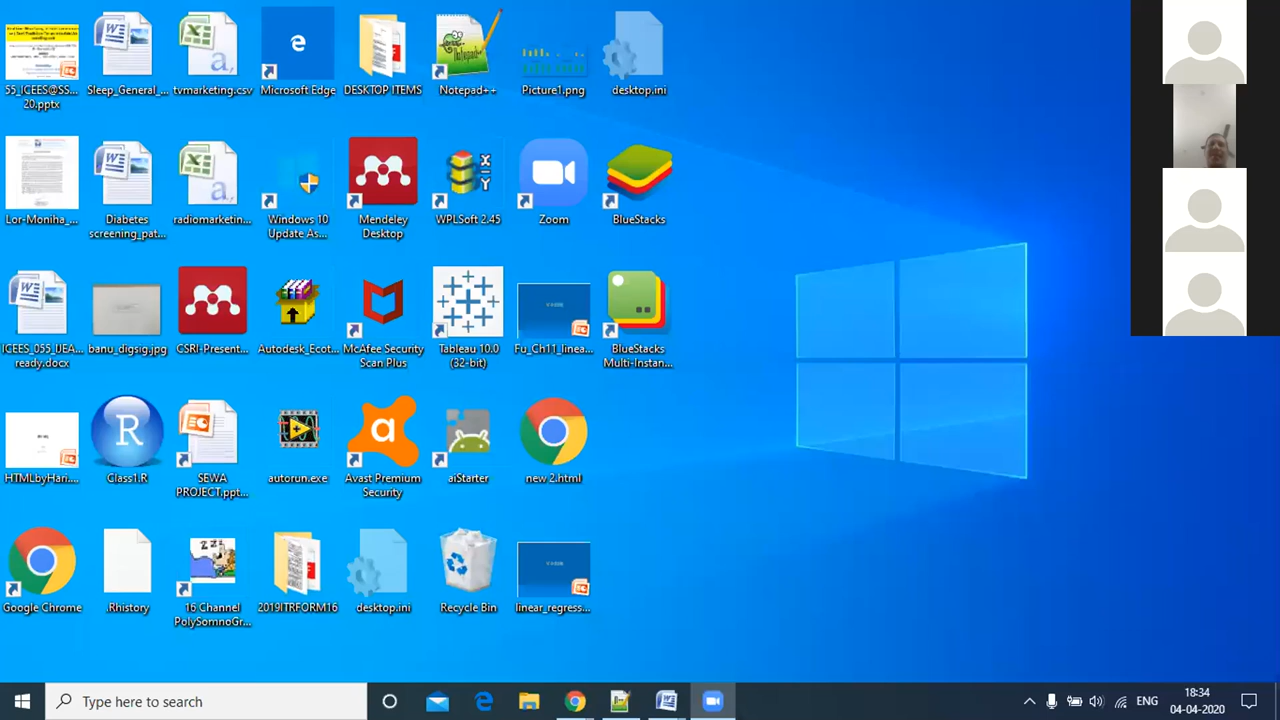 55_ICEES@SS...
20.pptx
Sleep_General_...
tvmarketing.csv
Microsoft Edge
DESKTOP ITEMS
Notepad++
Picture1.png
desktop.ini
Lor-Moniha_...
Diabetes
screening_pat...
radiomarketin...
Windows 10
Update As...
Mendeley
Desktop
WPLSoft 2.45
Zoom
BlueStacks
ICEES_055_IJEA...
ready.docx
banu_digsig.jpg
CSRI-Present...
Autodesk_Ecot...
McAfee Security
Scan Plus
Tableau 10.0
(32-bit)
Fu_Ch11_linea...
BlueStacks
Multi-Instan...
HTMLbyHari....
Class1.R
SEWA
PROJECT.ppt...
autorun.exe
Avast Premium
Security
aiStarter
new 2.html
Google Chrome
.Rhistory
16 Channel
PolySomnoGr...
2019ITRFORM16
desktop.ini
Recycle Bin
linear_regress...
Type here to search
ENG
18:34
04-04-2020